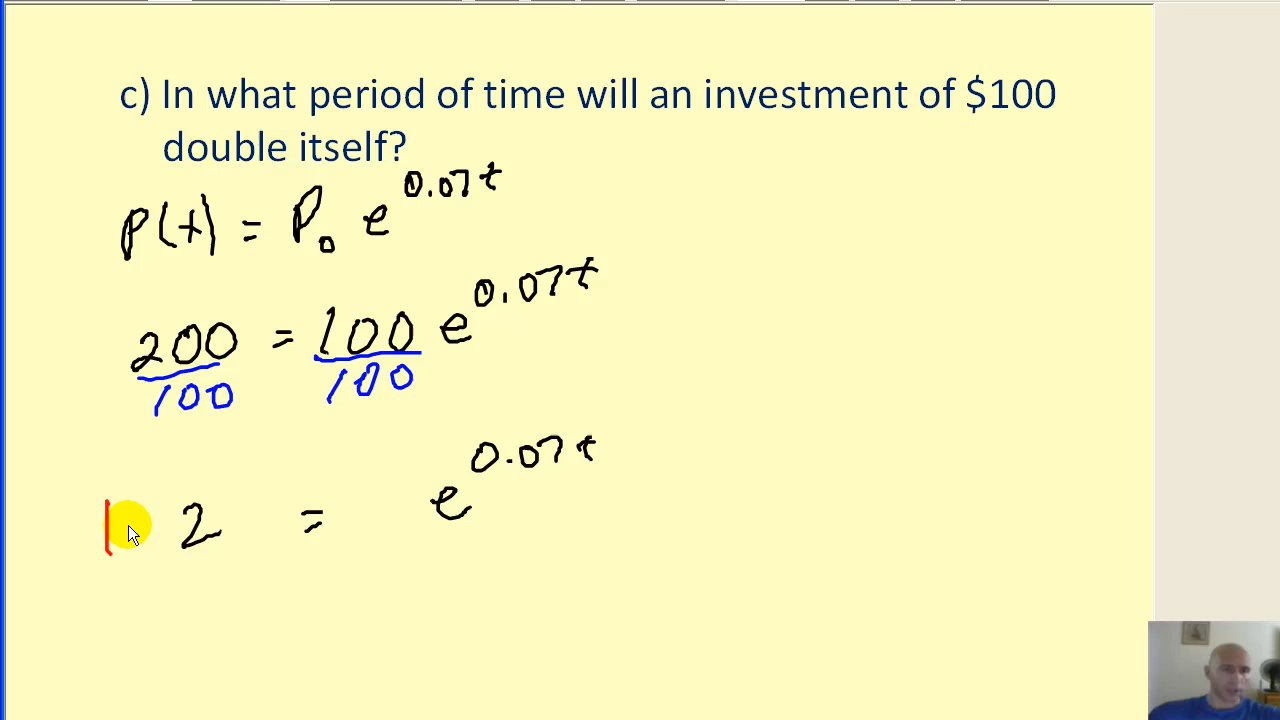 c) In what period of time will an investment of $100
double itself?
P(t) = P₀ e^0.07t
200 = 100 e^0.07t
100 100
2 = e^0.07t